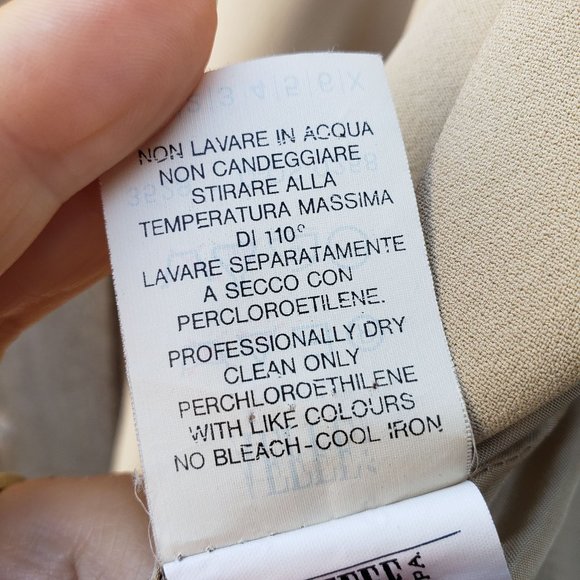 NON LAVARE IN ACQUA
NON CANDEGGIARE
STIRARE ALLA
TEMPERATURA MASSIMA
DI 110°
LAVARE SEPARATAMENTE
A SECCO CON
PERCLOROETILENE.
PROFESSIONALLY DRY
CLEAN ONLY
PERCHLOROETHILENE
WITH LIKE COLOURS
NO BLEACH-COOL IRON